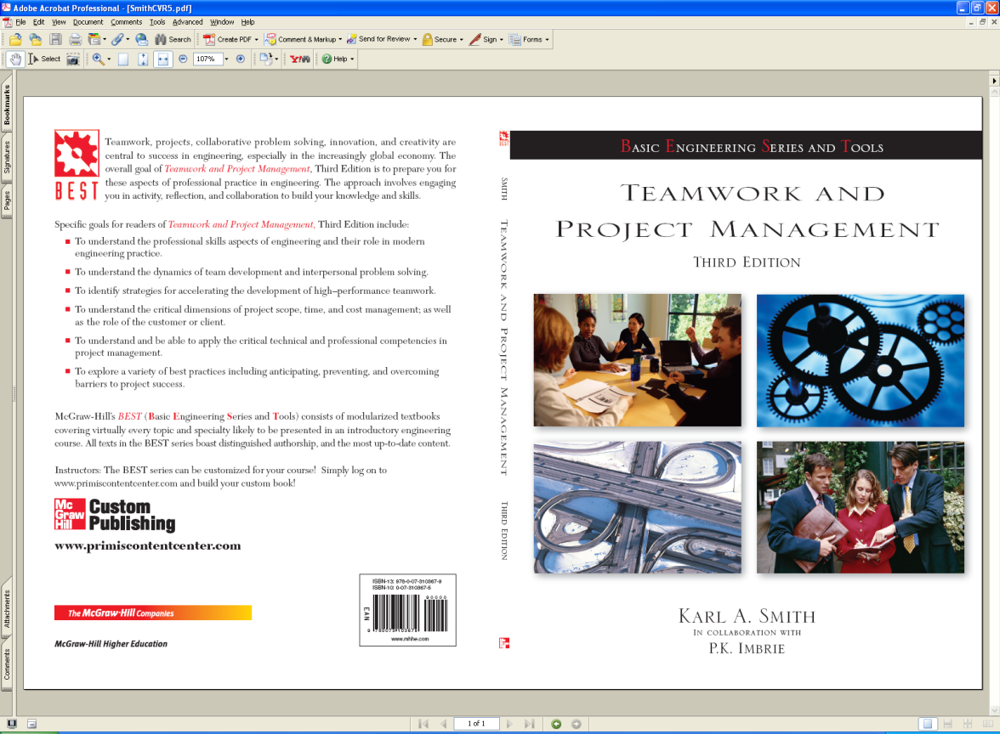 Adobe Acrobat Professional - [SmithCVR5.pdf]
File Edit View Document Comments Tools Advanced Window Help
Search Create PDF Comment & Markup Send for Review Secure Sign Forms
Select 107% Y! Help
Bookmarks
Signatures
Pages
Attachments
Comments
BEST
Teamwork, projects, collaborative problem solving, innovation, and creativity are
central to success in engineering, especially in the increasingly global economy. The
overall goal of Teamwork and Project Management, Third Edition is to prepare you for
these aspects of professional practice in engineering. The approach involves engaging
you in activity, reflection, and collaboration to build your knowledge and skills.
Specific goals for readers of Teamwork and Project Management, Third Edition include:
To understand the professional skills aspects of engineering and their role in modern
engineering practice.
To understand the dynamics of team development and interpersonal problem solving.
To identify strategies for accelerating the development of high–performance teamwork.
To understand the critical dimensions of project scope, time, and cost management; as well
as the role of the customer or client.
To understand and be able to apply the critical technical and professional competencies in
project management.
To explore a variety of best practices including anticipating, preventing, and overcoming
barriers to project success.
McGraw-Hill's BEST (Basic Engineering Series and Tools) consists of modularized textbooks
covering virtually every topic and specialty likely to be presented in an introductory engineering
course. All texts in the BEST series boast distinguished authorship, and the most up-to-date content.
Instructors: The BEST series can be customized for your course! Simply log on to
www.primiscontentcenter.com and build your custom book!
Mc
Graw
Hill
Custom
Publishing
www.primiscontentcenter.com
The McGraw-Hill Companies
McGraw-Hill Higher Education
ISBN-13: 978-0-07-310367-9
ISBN-10: 0-07-310367-5
90000
EAN
9 780073 103679
www.mhhe.com
SMITH
TEAMWORK AND PROJECT MANAGEMENT
THIRD EDITION
BASIC ENGINEERING SERIES AND TOOLS
TEAMWORK AND
PROJECT MANAGEMENT
THIRD EDITION
KARL A. SMITH
IN COLLABORATION WITH
P.K. IMBRIE
1 of 1